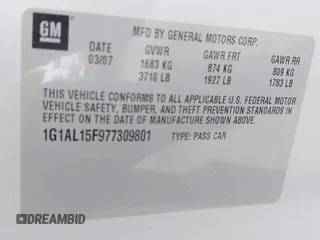 GM
MFD BY GENERAL MOTORS CORP.
DATE GVWR GAWR FRT GAWR RR
03/07 1683 KG 874 KG 809 KG
3710 LB 1927 LB 1783 LB
THIS VEHICLE CONFORMS TO ALL APPLICABLE U.S. FEDERAL MOTOR
VEHICLE SAFETY, BUMPER, AND THEFT PREVENTION STANDARDS
IN EFFECT ON THE DATE OF MANUFACTURE SHOWN ABOVE.
1G1AL15F977309801 TYPE: PASS CAR
© DREAMBID